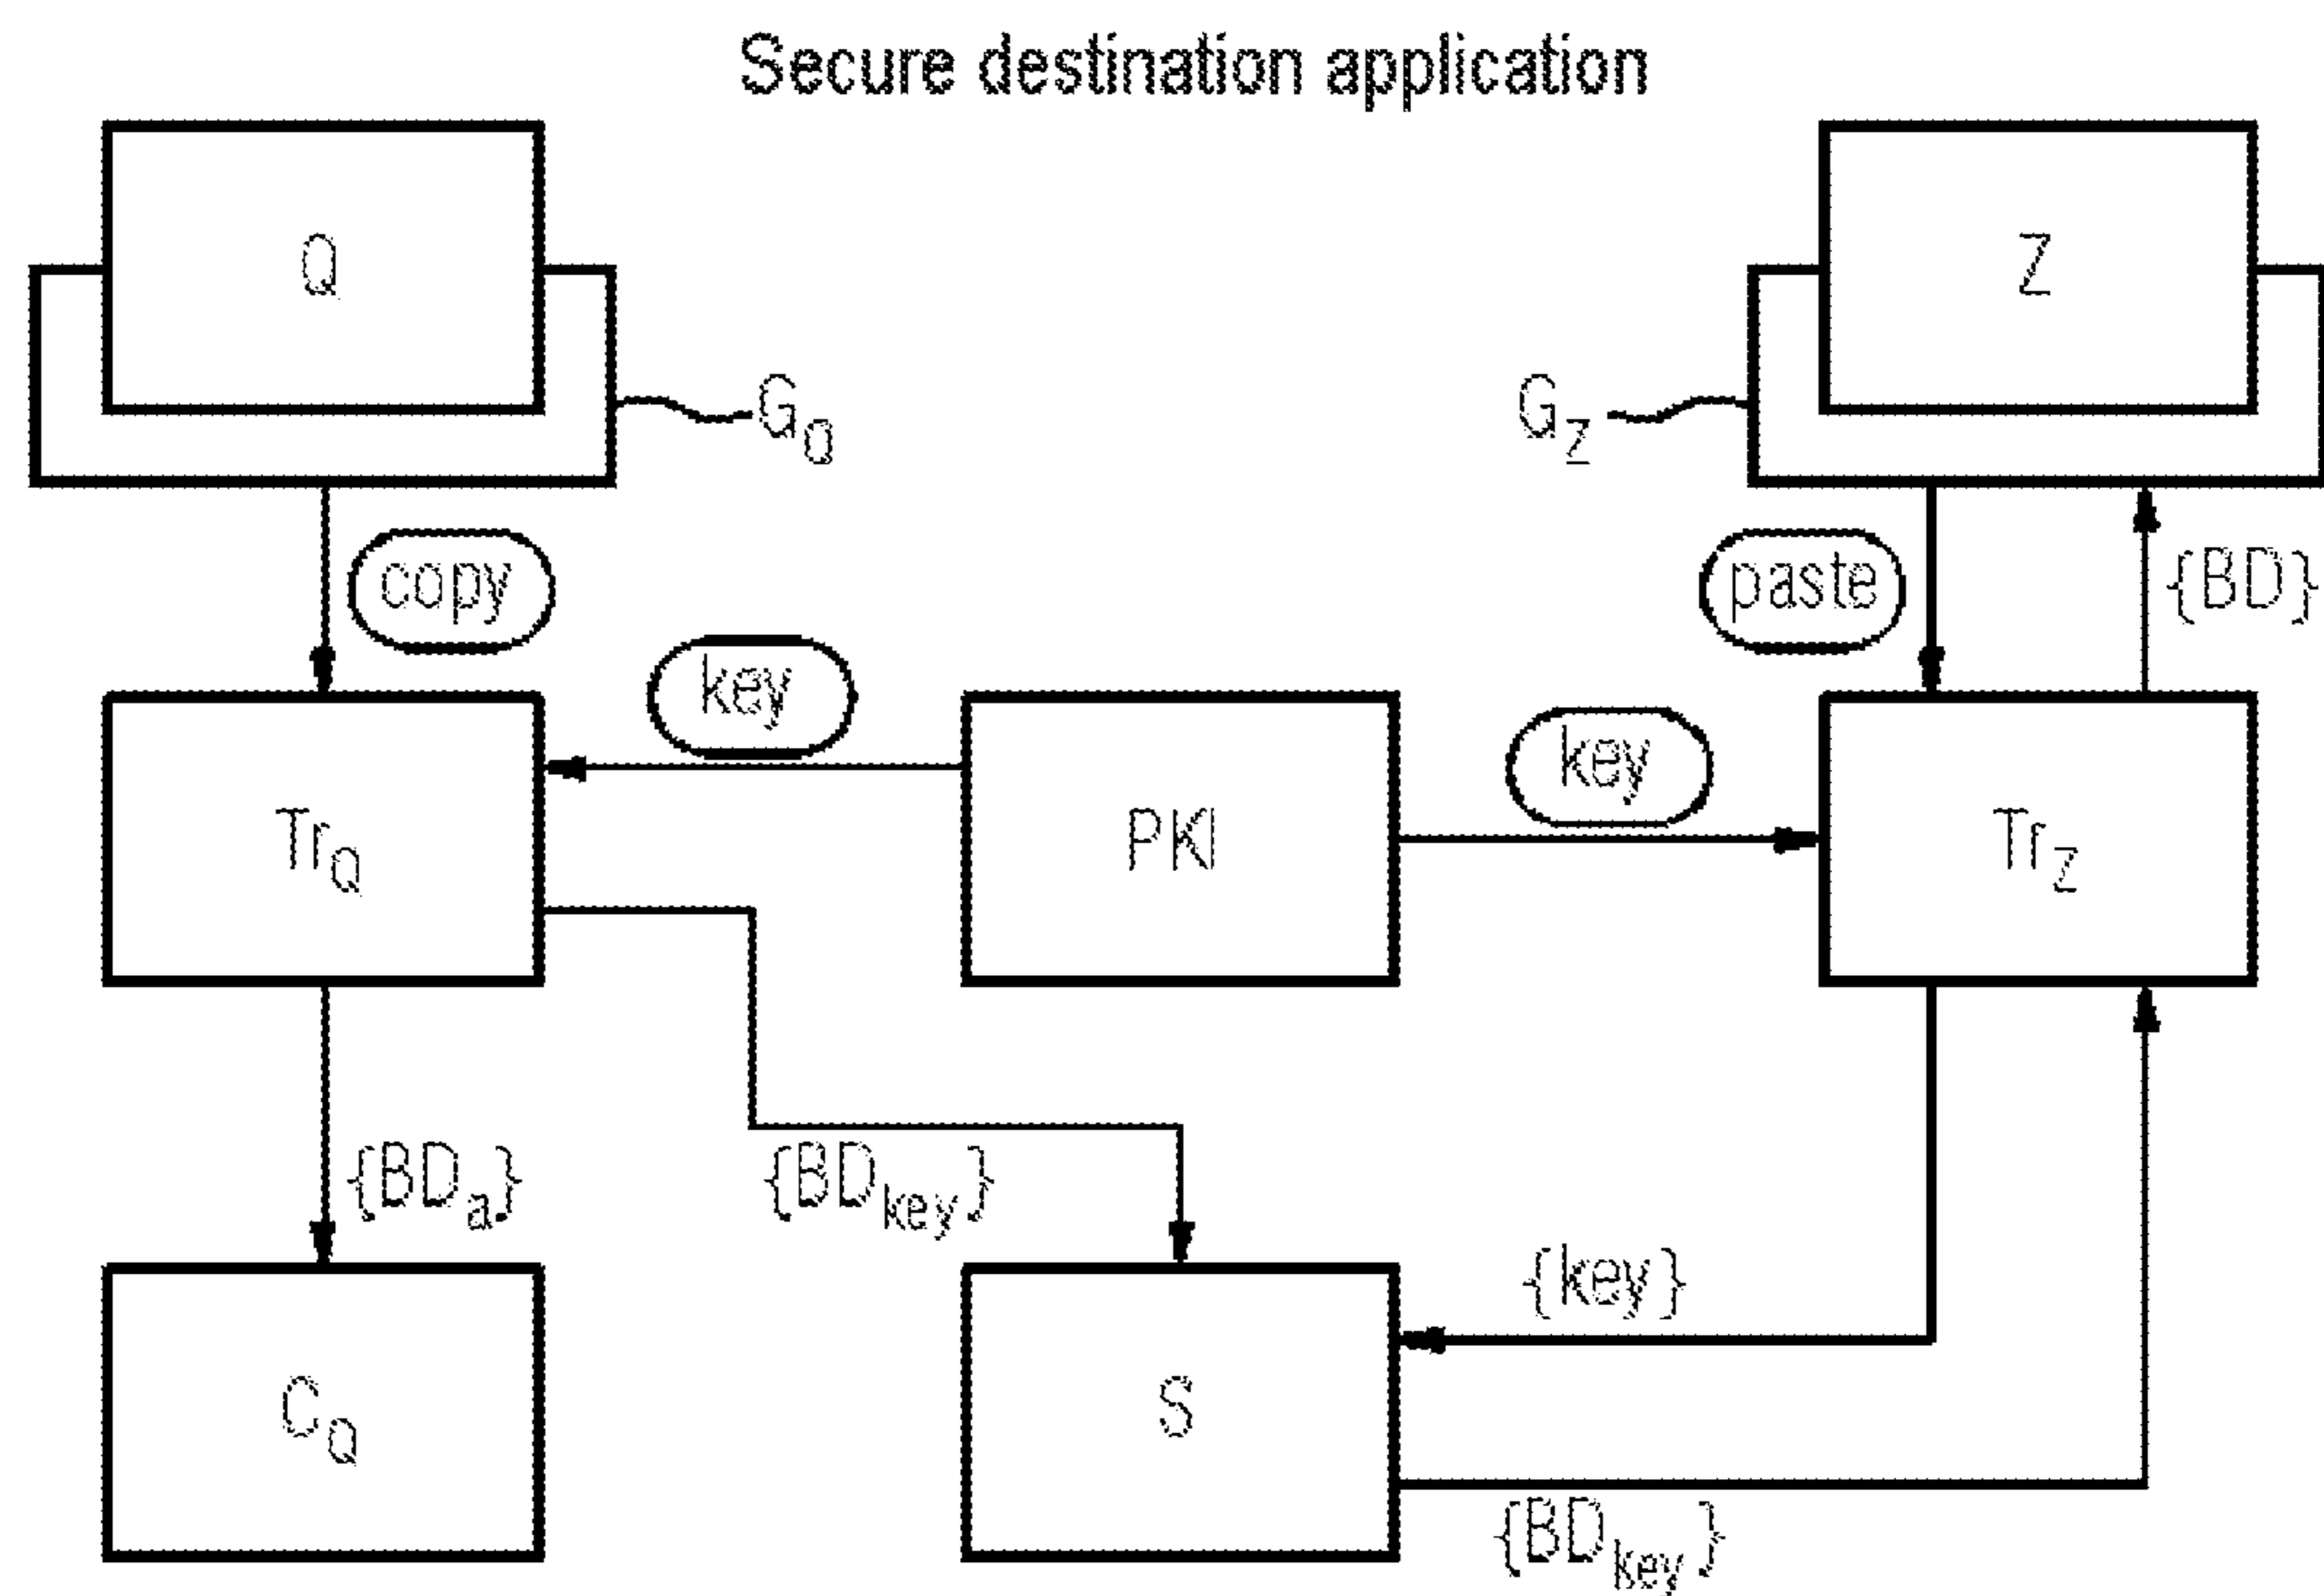 Secure destination application
Q
Z
G_Q
G_Z
copy
paste
{BD}
key
key
Tr_Q
PKI
Tr_Z
{BD_a}
{BD_key}
{key}
C_Q
S
{BD_key}